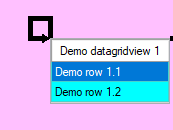 Demo datagridview 1
Demo row 1.1
Demo row 1.2